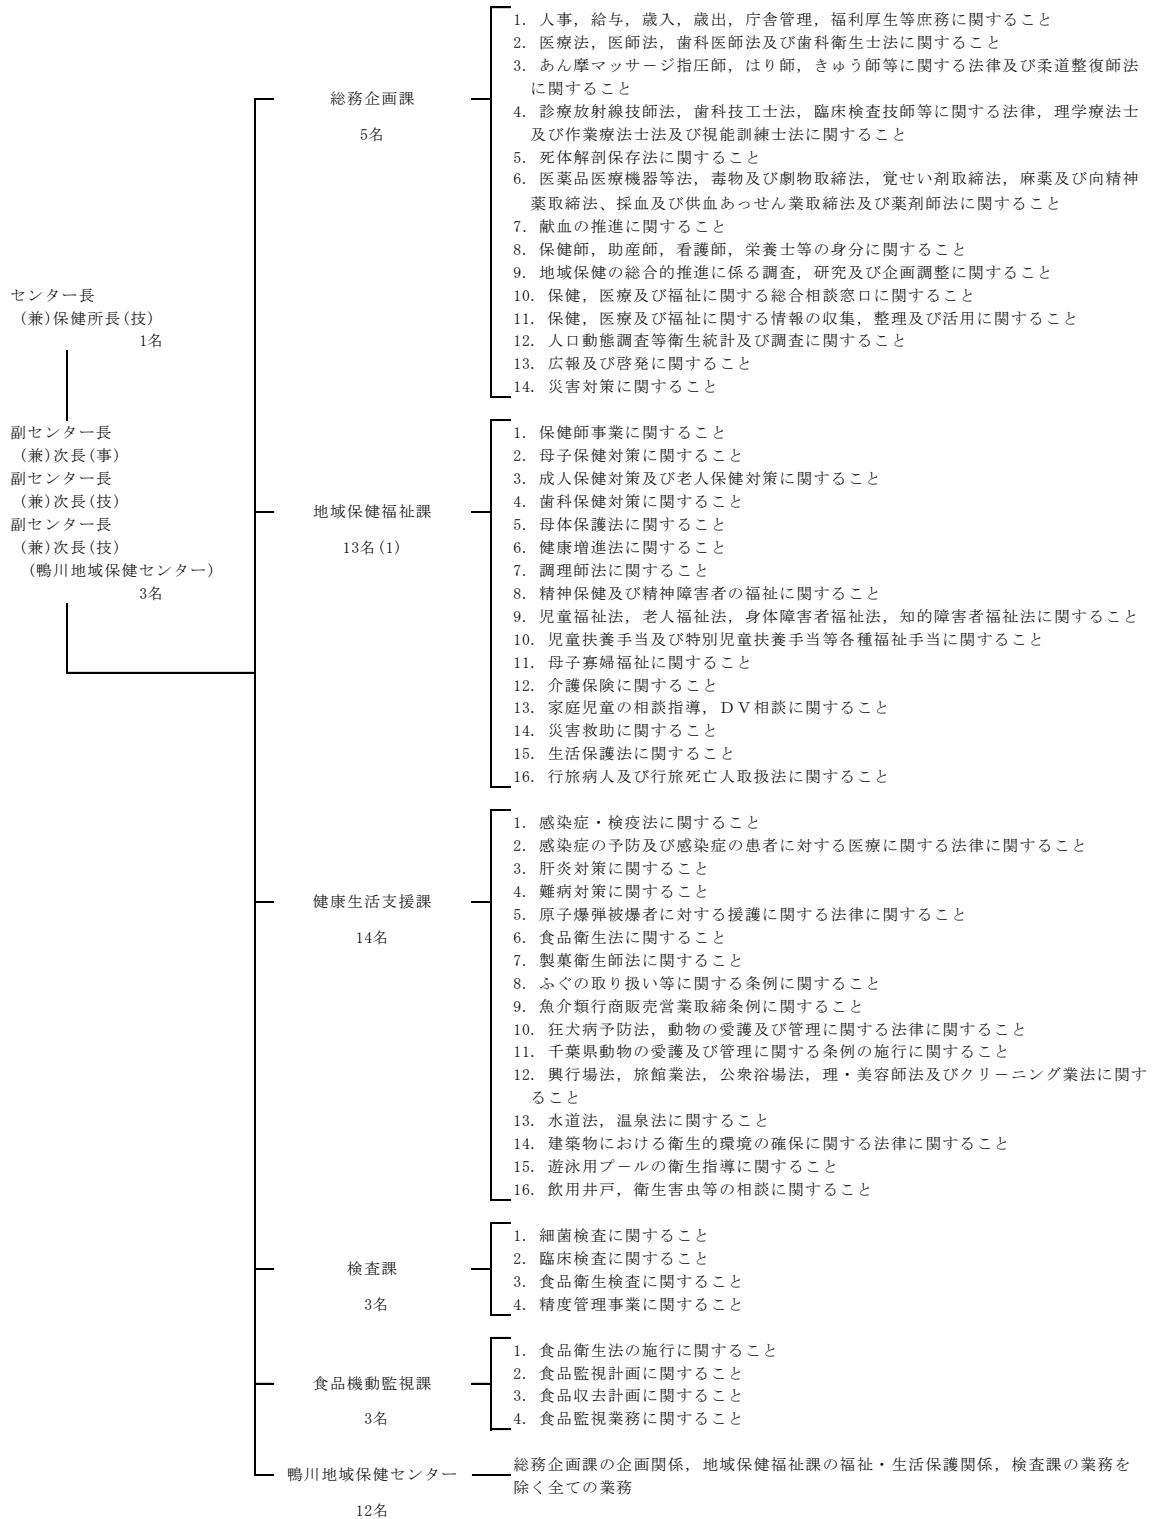 センター長
(兼)保健所長(技)
1名
副センター長
(兼)次長(事)
副センター長
(兼)次長(技)
副センター長
(兼)次長(技)
(鴨川地域保健センター)
3名
総務企画課
5名
1. 人事，給与，歳入，歳出，庁舎管理，福利厚生等庶務に関すること
2. 医療法，医師法，歯科医師法及び歯科衛生士法に関すること
3. あん摩マッサージ指圧師，はり師，きゅう師等に関する法律及び柔道整復師法
に関すること
4. 診療放射線技師法，歯科技工士法，臨床検査技師等に関する法律，理学療法士
及び作業療法士法及び視能訓練士法に関すること
5. 死体解剖保存法に関すること
6. 医薬品医療機器等法，毒物及び劇物取締法，覚せい剤取締法，麻薬及び向精神
薬取締法、採血及び供血あっせん業取締法及び薬剤師法に関すること
7. 献血の推進に関すること
8. 保健師，助産師，看護師，栄養士等の身分に関すること
9. 地域保健の総合的推進に係る調査，研究及び企画調整に関すること
10. 保健，医療及び福祉に関する総合相談窓口に関すること
11. 保健，医療及び福祉に関する情報の収集，整理及び活用に関すること
12. 人口動態調査等衛生統計及び調査に関すること
13. 広報及び啓発に関すること
14. 災害対策に関すること
地域保健福祉課
13名(1)
1. 保健師事業に関すること
2. 母子保健対策に関すること
3. 成人保健対策及び老人保健対策に関すること
4. 歯科保健対策に関すること
5. 母体保護法に関すること
6. 健康増進法に関すること
7. 調理師法に関すること
8. 精神保健及び精神障害者の福祉に関すること
9. 児童福祉法，老人福祉法，身体障害者福祉法，知的障害者福祉法に関すること
10. 児童扶養手当及び特別児童扶養手当等各種福祉手当に関すること
11. 母子寡婦福祉に関すること
12. 介護保険に関すること
13. 家庭児童の相談指導，ＤＶ相談に関すること
14. 災害救助に関すること
15. 生活保護法に関すること
16. 行旅病人及び行旅死亡人取扱法に関すること
健康生活支援課
14名
1. 感染症・検疫法に関すること
2. 感染症の予防及び感染症の患者に対する医療に関する法律に関すること
3. 肝炎対策に関すること
4. 難病対策に関すること
5. 原子爆弾被爆者に対する援護に関する法律に関すること
6. 食品衛生法に関すること
7. 製菓衛生師法に関すること
8. ふぐの取り扱い等に関する条例に関すること
9. 魚介類行商販売営業取締条例に関すること
10. 狂犬病予防法，動物の愛護及び管理に関する法律に関すること
11. 千葉県動物の愛護及び管理に関する条例の施行に関すること
12. 興行場法，旅館業法，公衆浴場法，理・美容師法及びクリーニング業法に関す
ること
13. 水道法，温泉法に関すること
14. 建築物における衛生的環境の確保に関する法律に関すること
15. 遊泳用プールの衛生指導に関すること
16. 飲用井戸，衛生害虫等の相談に関すること
検査課
3名
1. 細菌検査に関すること
2. 臨床検査に関すること
3. 食品衛生検査に関すること
4. 精度管理事業に関すること
食品機動監視課
3名
1. 食品衛生法の施行に関すること
2. 食品監視計画に関すること
3. 食品収去計画に関すること
4. 食品監視業務に関すること
鴨川地域保健センター
12名
総務企画課の企画関係，地域保健福祉課の福祉・生活保護関係，検査課の業務を
除く全ての業務